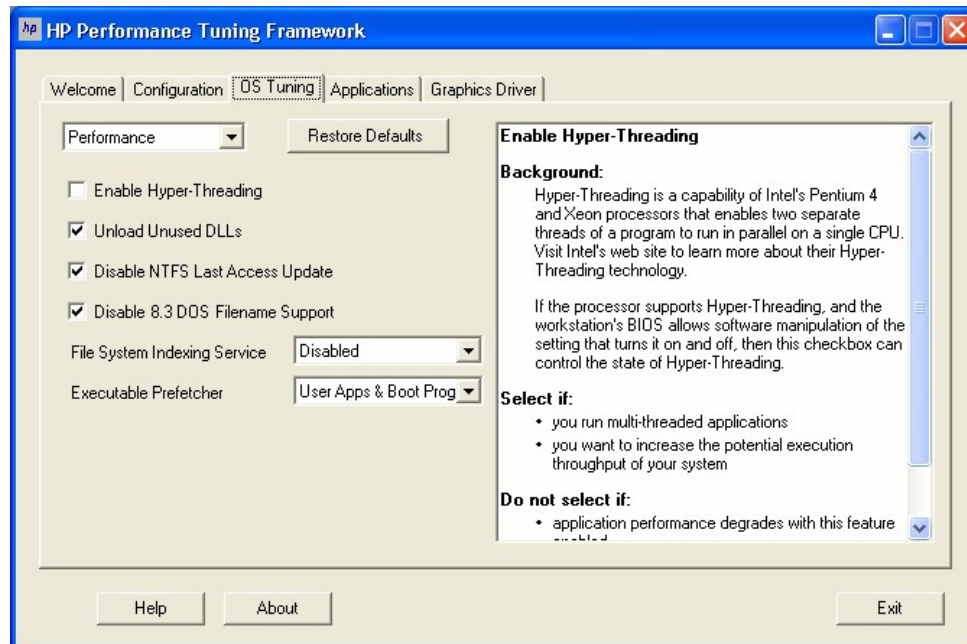 hp HP Performance Tuning Framework
Welcome Configuration OS Tuning Applications Graphics Driver
Performance Restore Defaults
Enable Hyper-Threading
Unload Unused DLLs
Disable NTFS Last Access Update
Disable 8.3 DOS Filename Support
File System Indexing Service Disabled
Executable Prefetcher User Apps & Boot Prog
Enable Hyper-Threading
Background:
Hyper-Threading is a capability of Intel's Pentium 4
and Xeon processors that enables two separate
threads of a program to run in parallel on a single CPU.
Visit Intel's web site to learn more about their Hyper-
Threading technology.
If the processor supports Hyper-Threading, and the
workstation's BIOS allows software manipulation of the
setting that turns it on and off, then this checkbox can
control the state of Hyper-Threading.
Select if:
• you run multi-threaded applications
• you want to increase the potential execution
throughput of your system
Do not select if:
• application performance degrades with this feature
enabled
Help About Exit